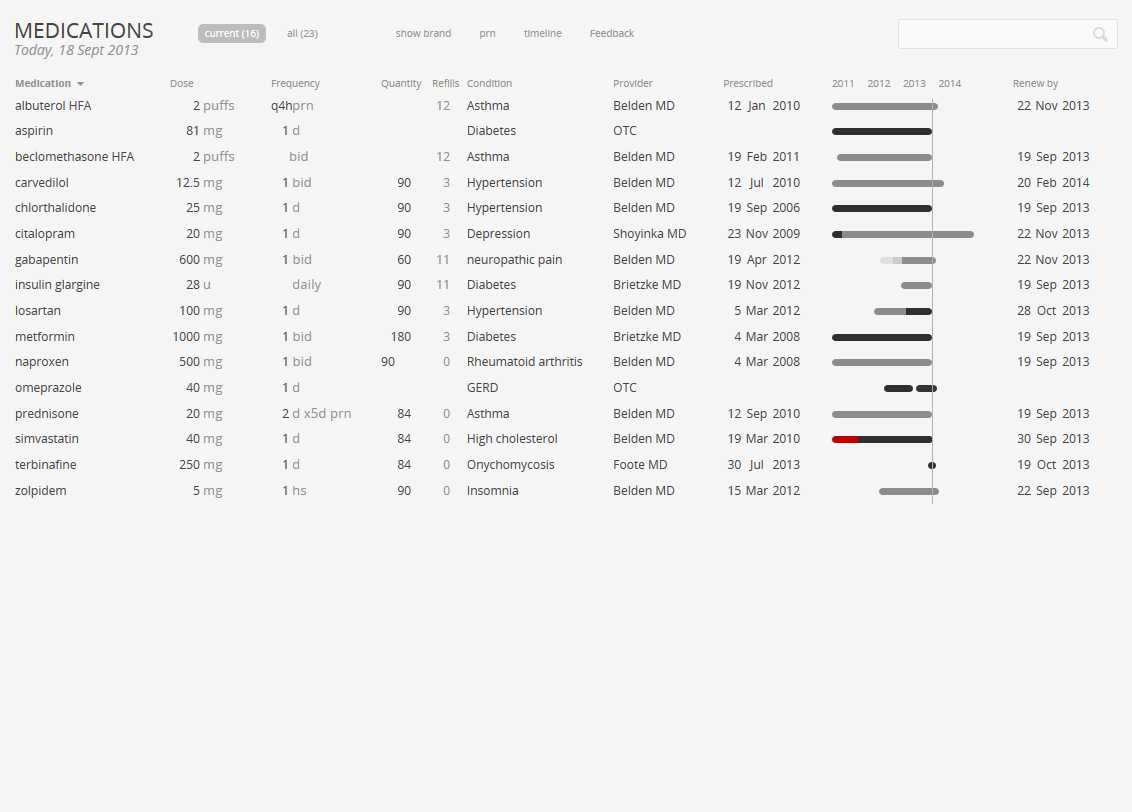 MEDICATIONS current (16) all (23) show brand prn timeline Feedback
Today, 18 Sept 2013
Medication Dose Frequency Quantity Refills Condition Provider Prescribed 2011 2012 2013 2014 Renew by
albuterol HFA 2 puffs q4hprn 12 Asthma Belden MD 12 Jan 2010 22 Nov 2013
aspirin 81 mg 1 d Diabetes OTC
beclomethasone HFA 2 puffs bid 12 Asthma Belden MD 19 Feb 2011 19 Sep 2013
carvedilol 12.5 mg 1 bid 90 3 Hypertension Belden MD 12 Jul 2010 20 Feb 2014
chlorthalidone 25 mg 1 d 90 3 Hypertension Belden MD 19 Sep 2006 19 Sep 2013
citalopram 20 mg 1 d 90 3 Depression Shoyinka MD 23 Nov 2009 22 Nov 2013
gabapentin 600 mg 1 bid 60 11 neuropathic pain Belden MD 19 Apr 2012 22 Nov 2013
insulin glargine 28 u daily 90 11 Diabetes Brietzke MD 19 Nov 2012 19 Sep 2013
losartan 100 mg 1 d 90 3 Hypertension Belden MD 5 Mar 2012 28 Oct 2013
metformin 1000 mg 1 bid 180 3 Diabetes Brietzke MD 4 Mar 2008 19 Sep 2013
naproxen 500 mg 1 bid 90 0 Rheumatoid arthritis Belden MD 4 Mar 2008 19 Sep 2013
omeprazole 40 mg 1 d GERD OTC
prednisone 20 mg 2 d x5d prn 84 0 Asthma Belden MD 12 Sep 2010 19 Sep 2013
simvastatin 40 mg 1 d 84 0 High cholesterol Belden MD 19 Mar 2010 30 Sep 2013
terbinafine 250 mg 1 d 84 0 Onychomycosis Foote MD 30 Jul 2013 19 Oct 2013
zolpidem 5 mg 1 hs 90 0 Insomnia Belden MD 15 Mar 2012 22 Sep 2013